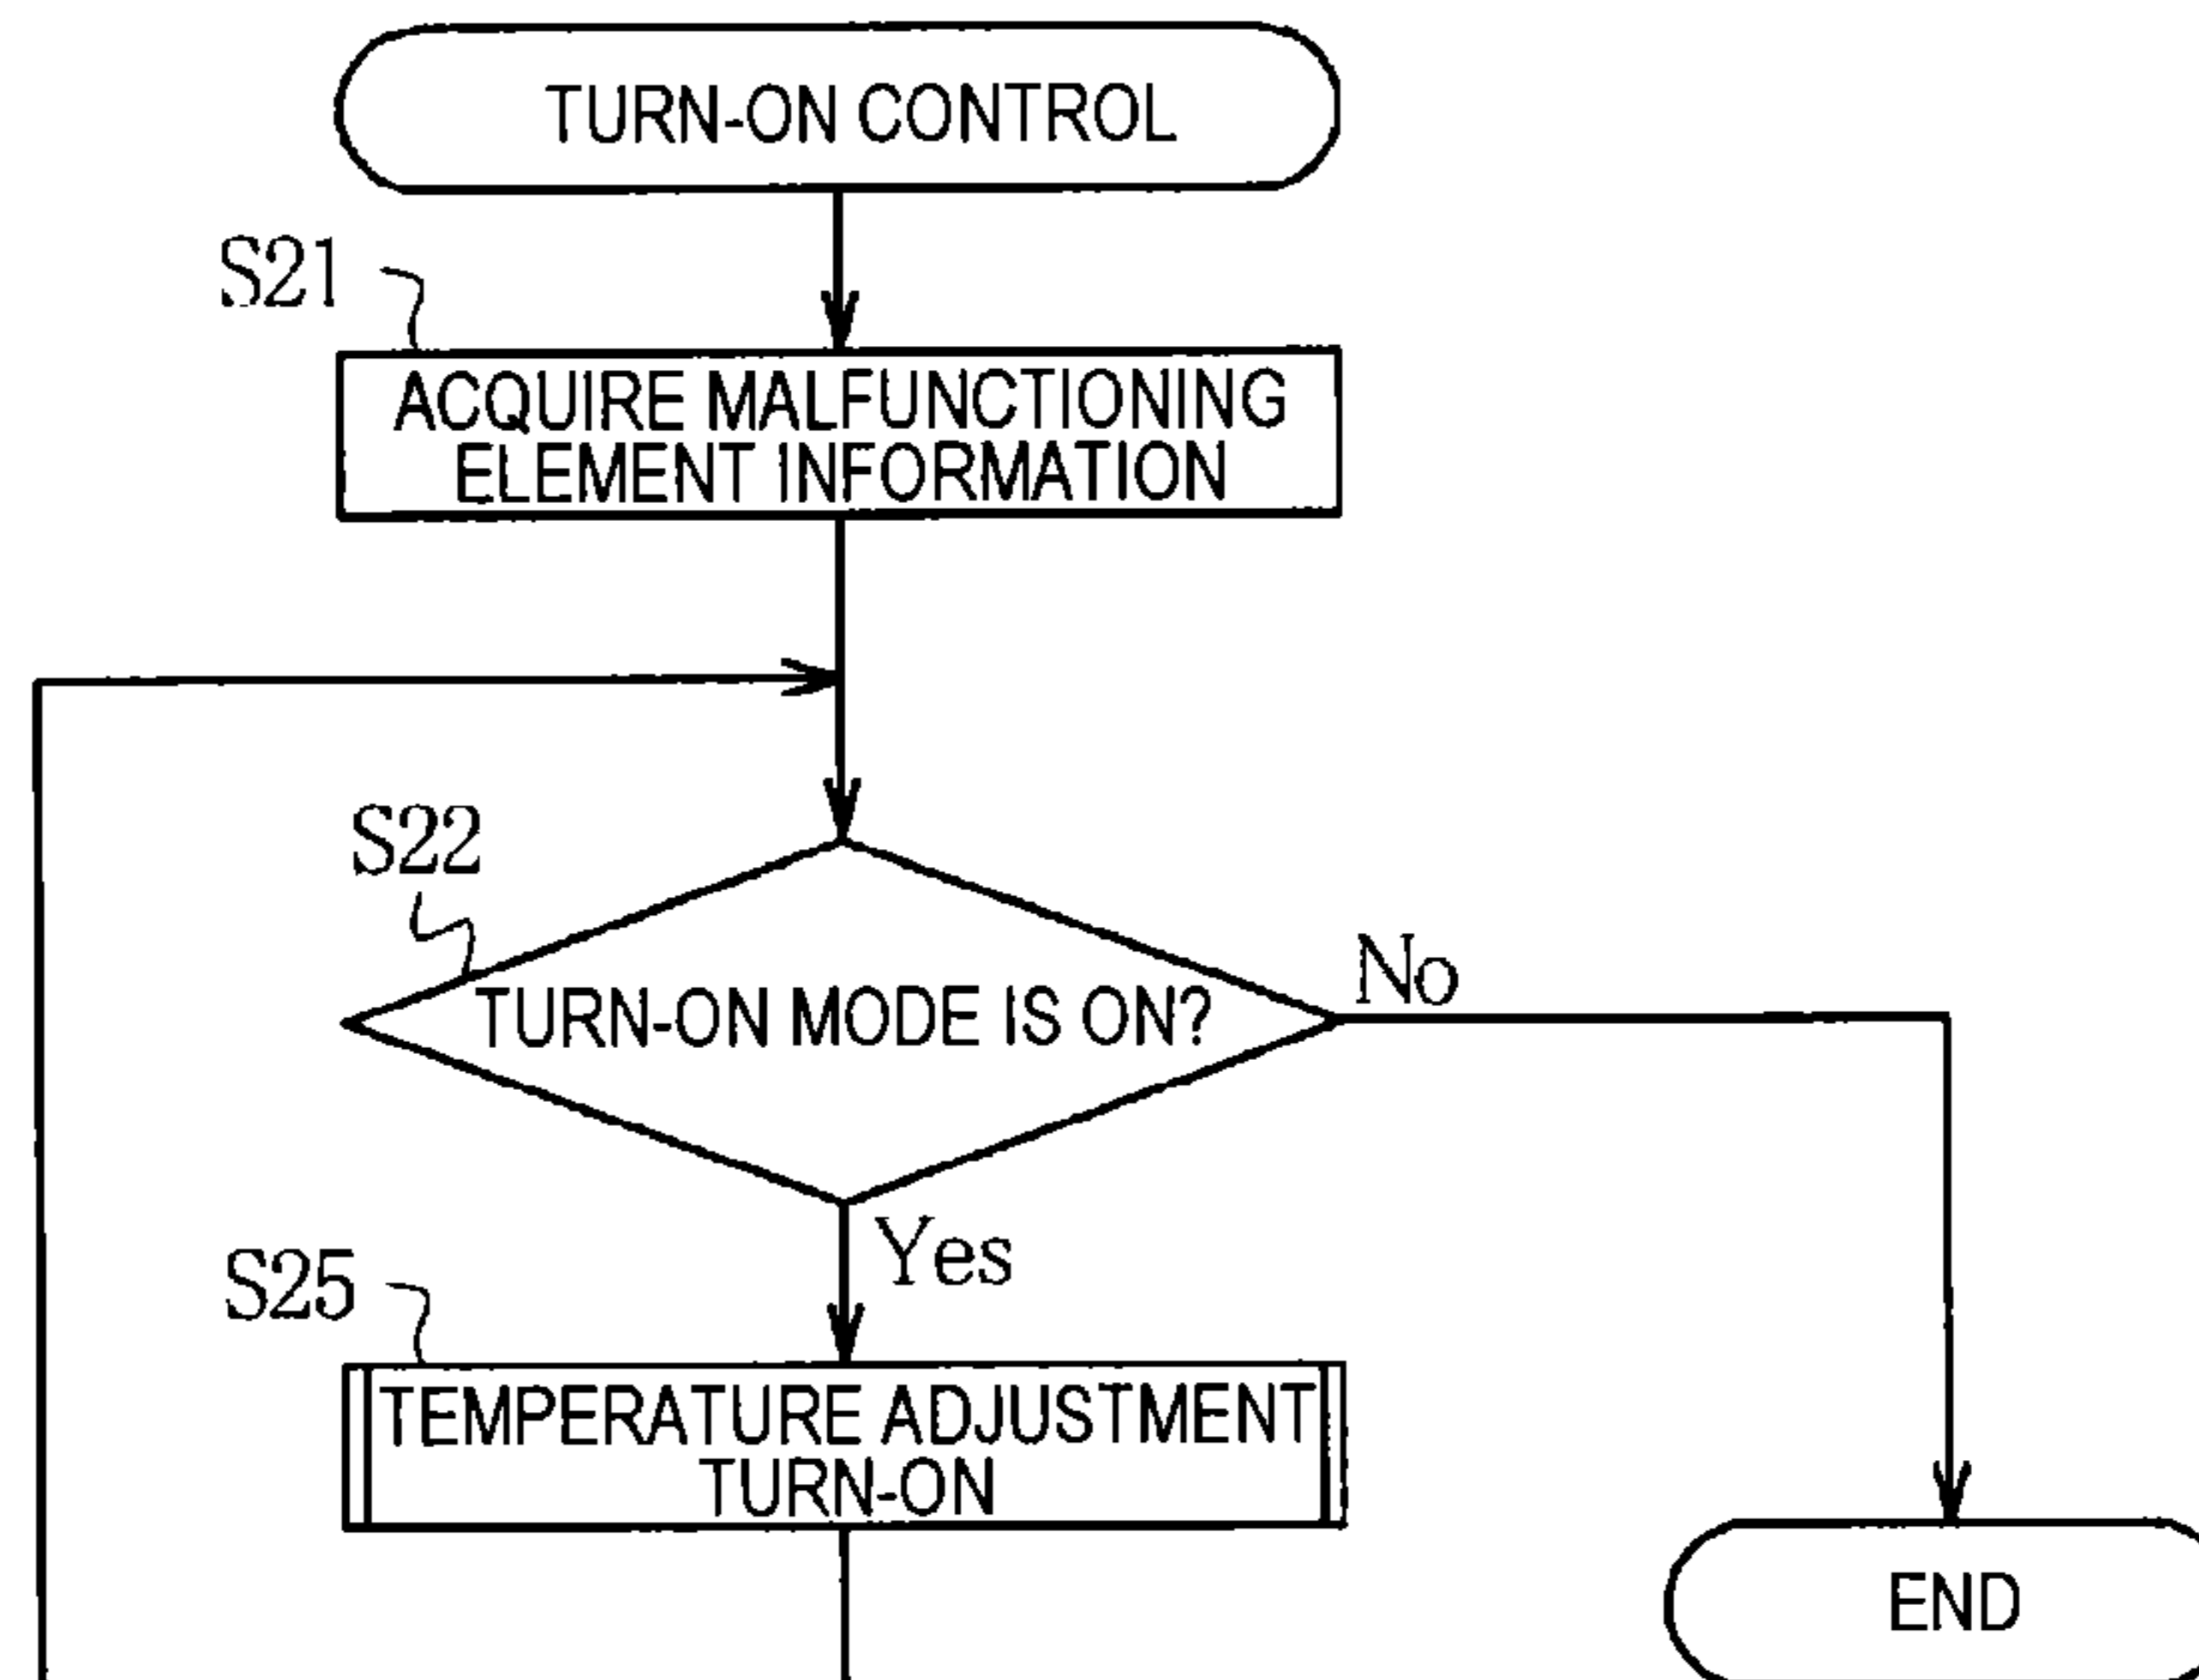 TURN-ON CONTROL
S21
ACQUIRE MALFUNCTIONING
ELEMENT INFORMATION
S22
TURN-ON MODE IS ON?
No
Yes
S25
TEMPERATURE ADJUSTMENT
TURN-ON
END